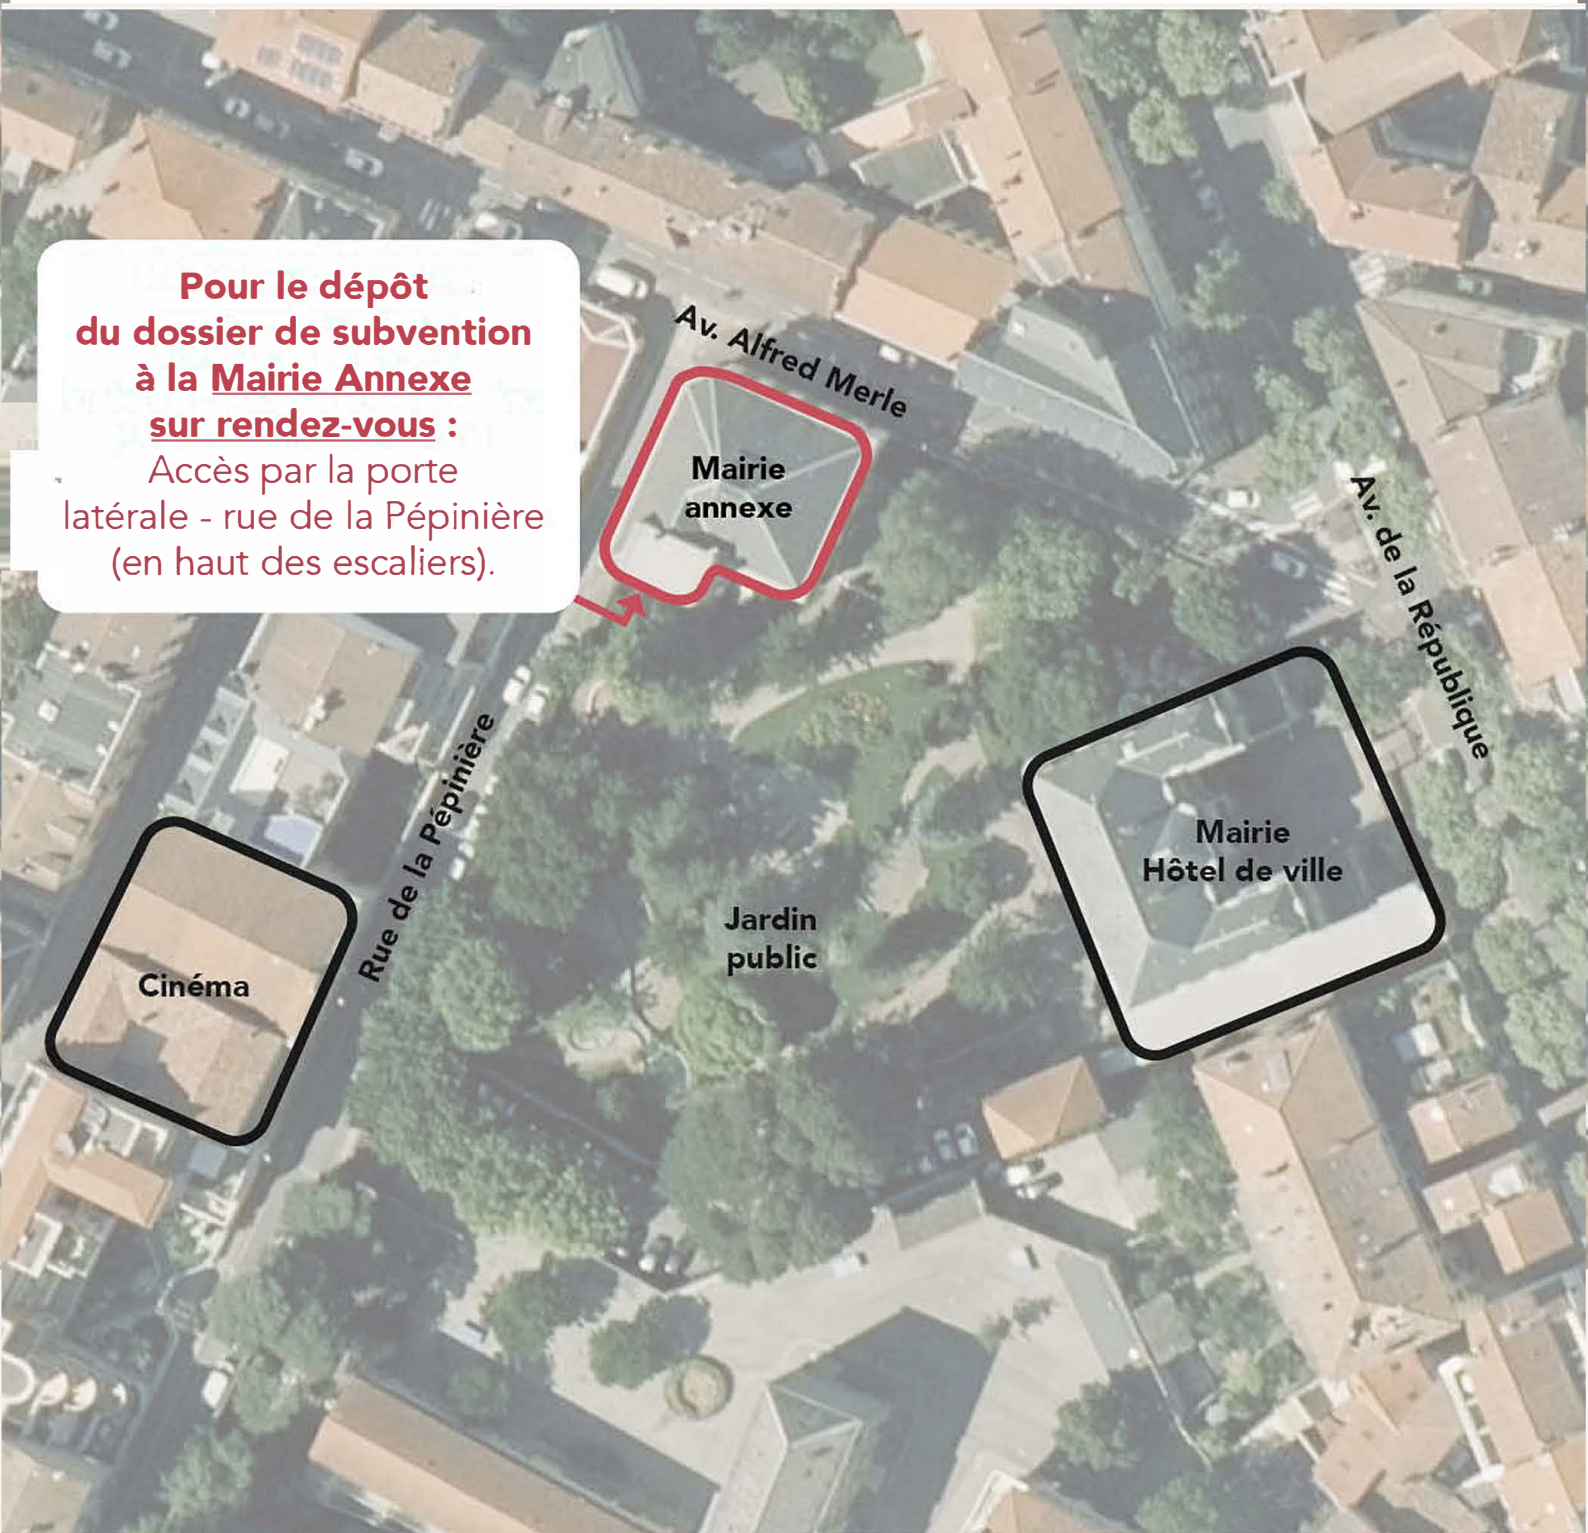 Pour le dépôt
du dossier de subvention
à la Mairie Annexe
sur rendez-vous :
Accès par la porte
latérale - rue de la Pépinière
(en haut des escaliers).
Av. Alfred Merle
Mairie
annexe
Av. de la République
Rue de la Pépinière
Mairie
Hôtel de ville
Jardin
public
Cinéma